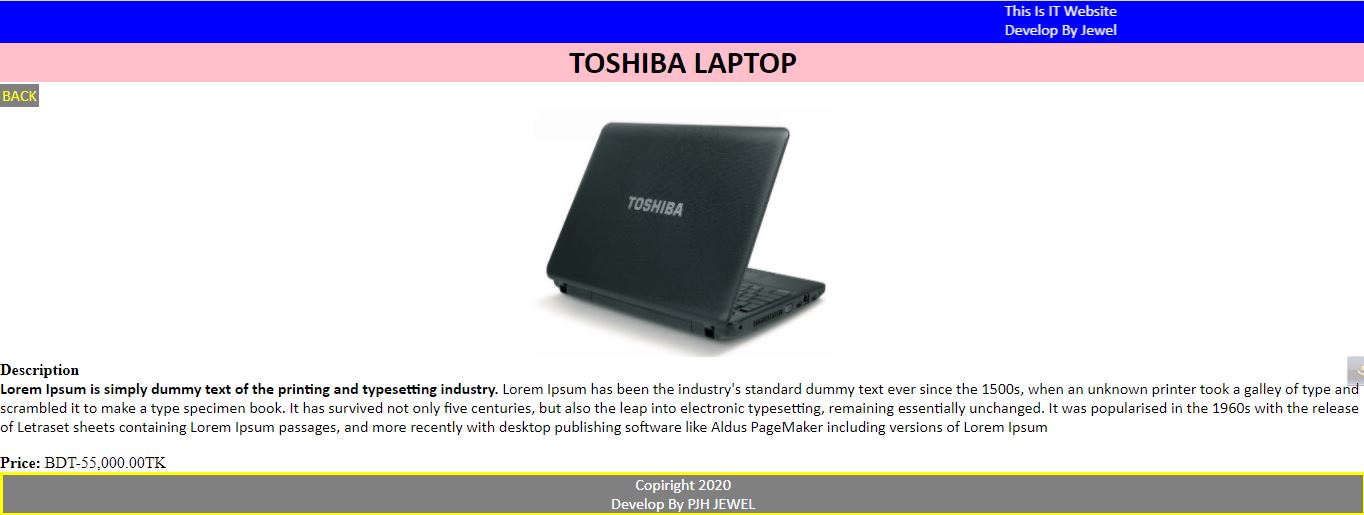 This Is IT Website
Develop By Jewel
TOSHIBA LAPTOP
BACK
TOSHIBA
Description
Lorem Ipsum is simply dummy text of the printing and typesetting industry. Lorem Ipsum has been the industry's standard dummy text ever since the 1500s, when an unknown printer took a galley of type and
scrambled it to make a type specimen book. It has survived not only five centuries, but also the leap into electronic typesetting, remaining essentially unchanged. It was popularised in the 1960s with the release
of Letraset sheets containing Lorem Ipsum passages, and more recently with desktop publishing software like Aldus PageMaker including versions of Lorem Ipsum
Price: BDT-55,000.00TK
Copiright 2020
Develop By PJH JEWEL